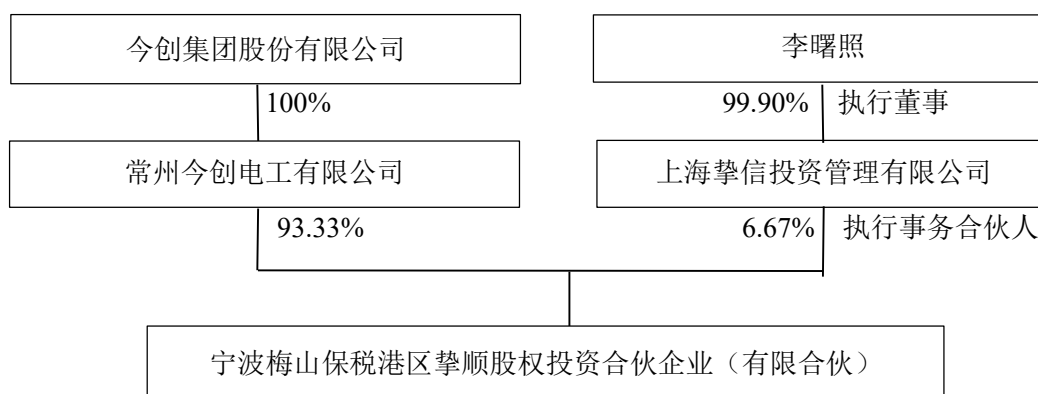 今创集团股份有限公司
李曙照
100%
99.90% 执行董事
常州今创电工有限公司
上海挚信投资管理有限公司
93.33%
6.67% 执行事务合伙人
宁波梅山保税港区挚顺股权投资合伙企业（有限合伙）